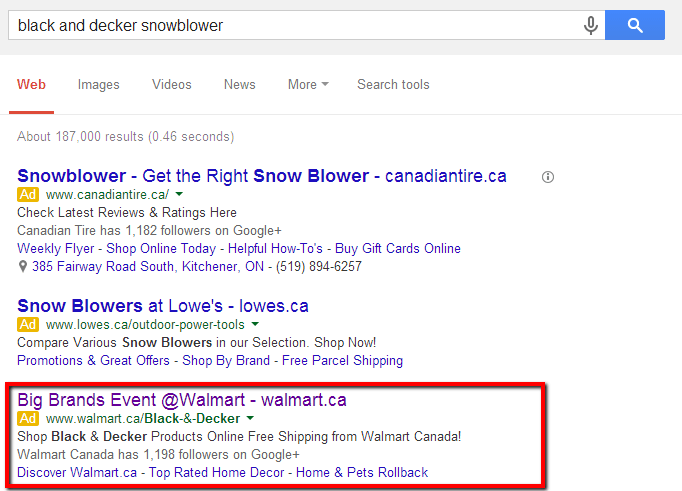 black and decker snowblower
Web Images Videos News More Search tools
About 187,000 results (0.46 seconds)
Snowblower - Get the Right Snow Blower - canadiantire.ca
Ad www.canadiantire.ca/
Check Latest Reviews & Ratings Here
Canadian Tire has 1,182 followers on Google+
Weekly Flyer - Shop Online Today - Helpful How-To's - Buy Gift Cards Online
385 Fairway Road South, Kitchener, ON - (519) 894-6257
Snow Blowers at Lowe's - lowes.ca
Ad www.lowes.ca/outdoor-power-tools
Compare Various Snow Blowers in our Selection. Shop Now!
Promotions & Great Offers - Shop By Brand - Free Parcel Shipping
Big Brands Event @Walmart - walmart.ca
Ad www.walmart.ca/Black-&-Decker
Shop Black & Decker Products Online Free Shipping from Walmart Canada!
Walmart Canada has 1,198 followers on Google+
Discover Walmart.ca - Top Rated Home Decor - Home & Pets Rollback